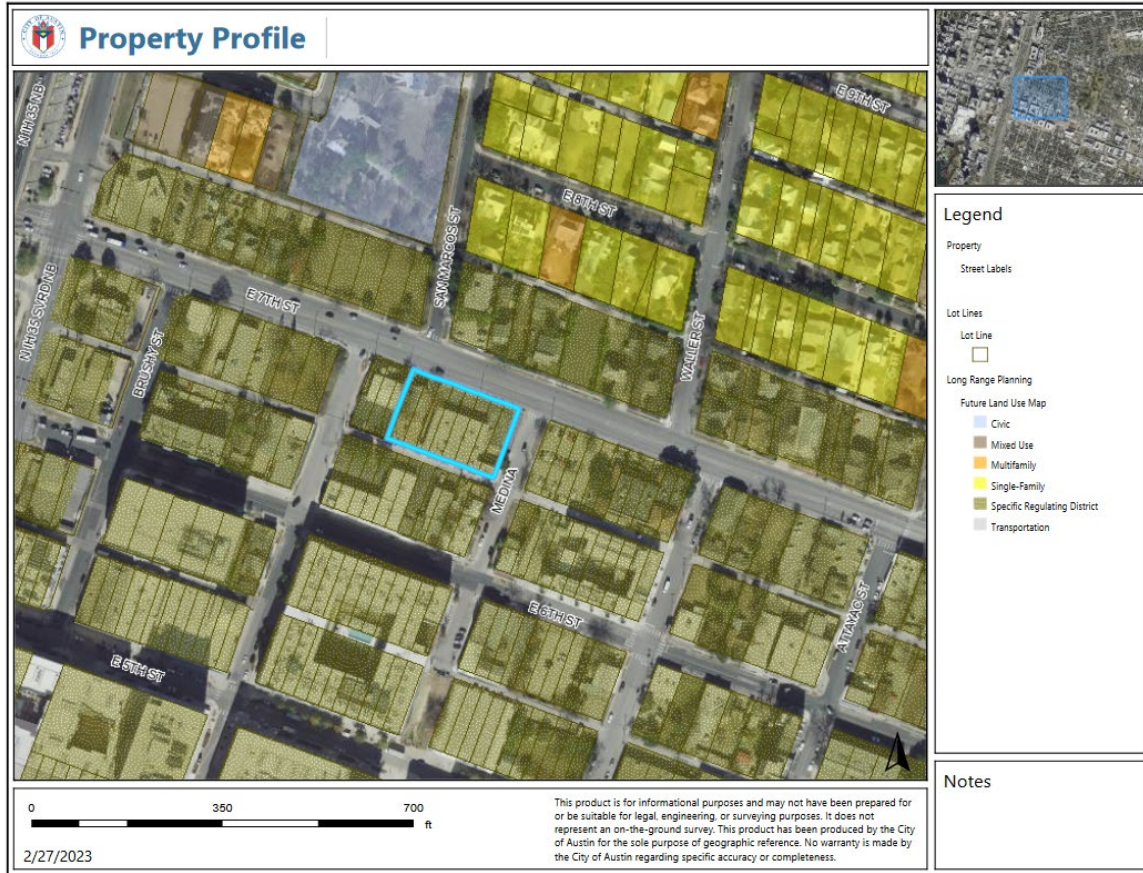 Property Profile
N IH 35 NB
E 9TH ST
E 8TH ST
SAN MARCOS ST
N IH 35 SVRD NB
E 7TH ST
BRUSHY ST
WALLER ST
MEDINA
E 6TH ST
ATTAYAC ST
E 5TH ST
Legend
Property
Street Labels
Lot Lines
Lot Line
Long Range Planning
Future Land Use Map
Civic
Mixed Use
Multifamily
Single-Family
Specific Regulating District
Transportation
Notes
0 350 700
ft
2/27/2023
This product is for informational purposes and may not have been prepared for
or be suitable for legal, engineering, or surveying purposes. It does not
represent an on-the-ground survey. This product has been produced by the City
of Austin for the sole purpose of geographic reference. No warranty is made by
the City of Austin regarding specific accuracy or completeness.